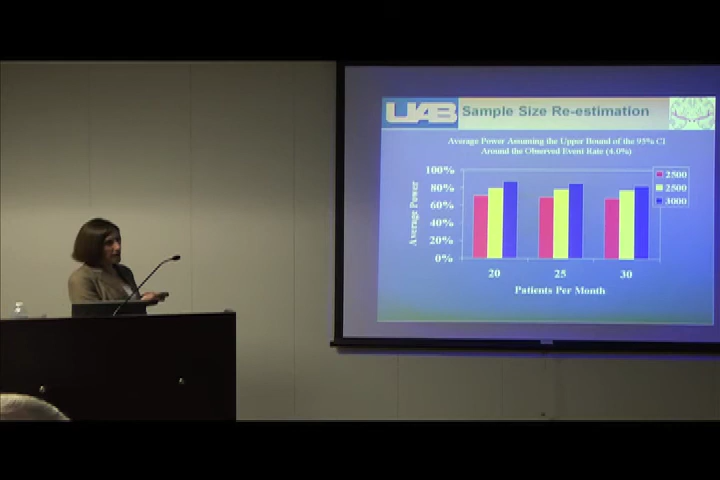 UAB Sample Size Re-estimation
Average Power Assuming the Upper Bound of the 95% CI
Around the Observed Event Rate (4.0%)
100%
80%
60%
40%
20%
0%
Average Power
2500
2500
3000
20 25 30
Patients Per Month